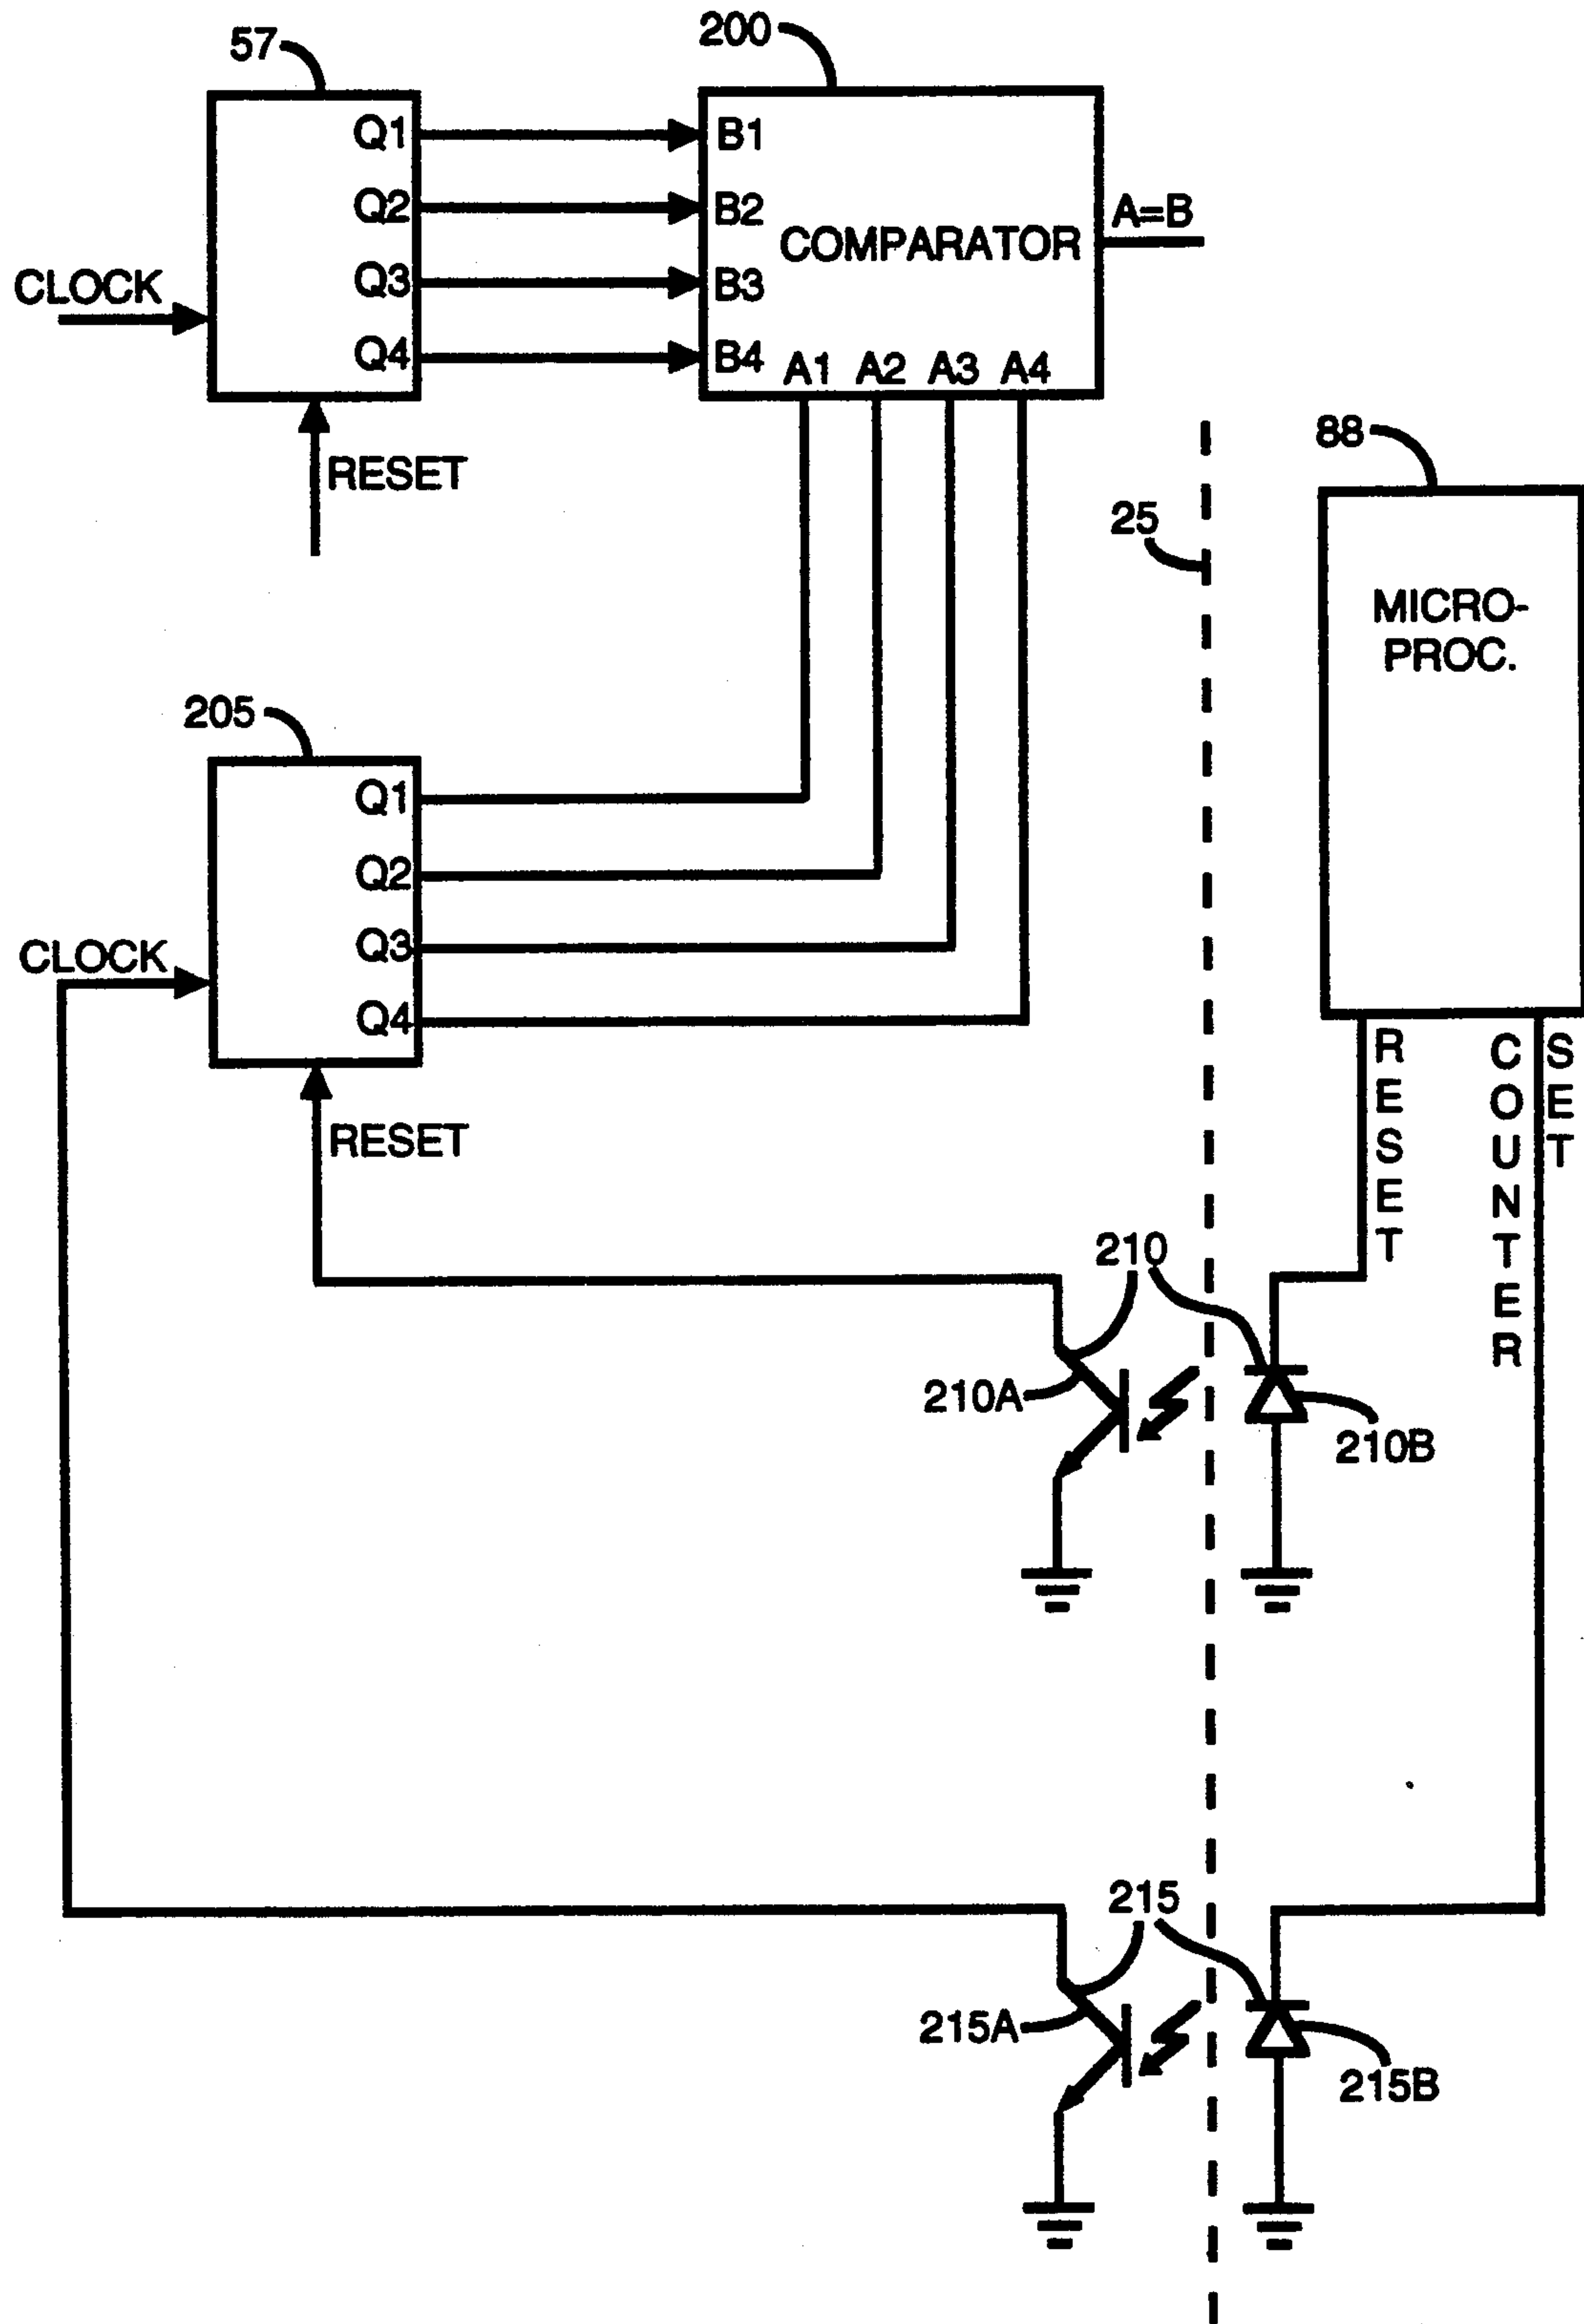 57
200
Q1
B1
Q2
B2
A=B
COMPARATOR
CLOCK
Q3
B3
Q4
B4
A1 A2 A3 A4
RESET
88
25
MICRO-
PROC.
205
Q1
Q2
CLOCK
Q3
Q4
RESET
RESET
COUNTER
SET
210
210A
210B
215
215A
215B